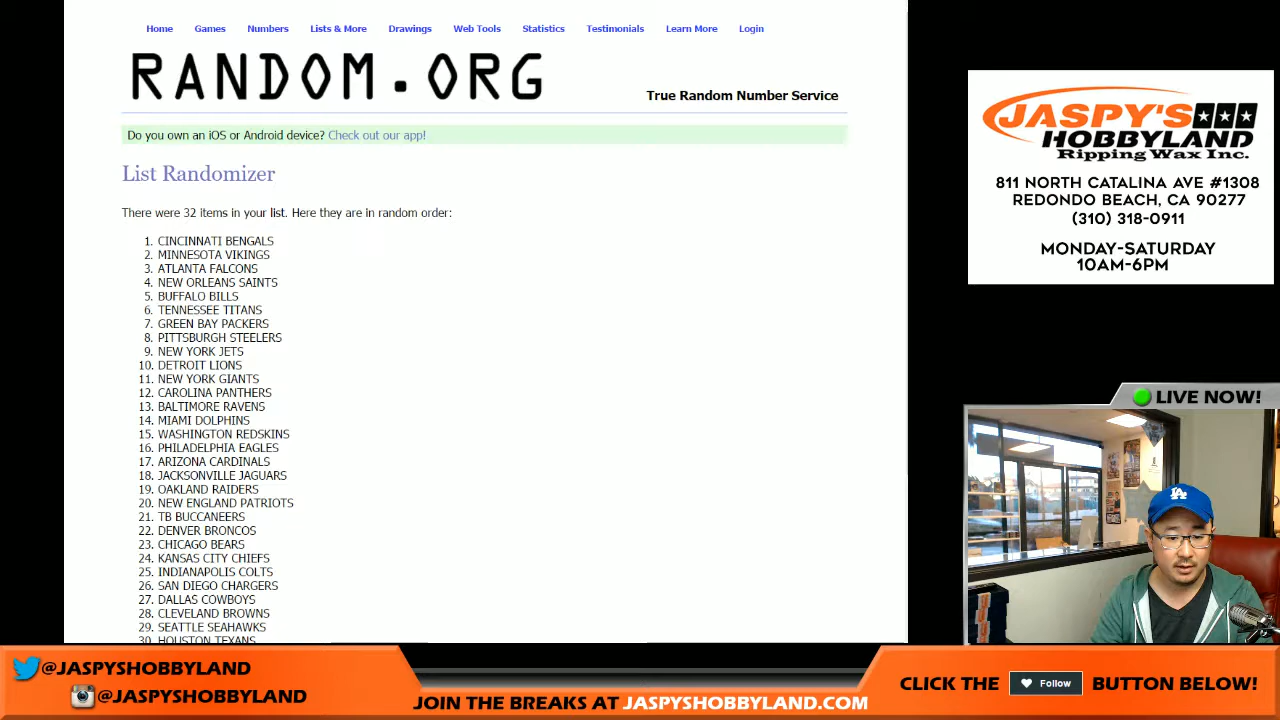 Home Games Numbers Lists & More Drawings Web Tools Statistics Testimonials Learn More Login
RANDOM.ORG
True Random Number Service
Do you own an iOS or Android device? Check out our app!
List Randomizer
There were 32 items in your list. Here they are in random order:
1. CINCINNATI BENGALS
2. MINNESOTA VIKINGS
3. ATLANTA FALCONS
4. NEW ORLEANS SAINTS
5. BUFFALO BILLS
6. TENNESSEE TITANS
7. GREEN BAY PACKERS
8. PITTSBURGH STEELERS
9. NEW YORK JETS
10. DETROIT LIONS
11. NEW YORK GIANTS
12. CAROLINA PANTHERS
13. BALTIMORE RAVENS
14. MIAMI DOLPHINS
15. WASHINGTON REDSKINS
16. PHILADELPHIA EAGLES
17. ARIZONA CARDINALS
18. JACKSONVILLE JAGUARS
19. OAKLAND RAIDERS
20. NEW ENGLAND PATRIOTS
21. TB BUCCANEERS
22. DENVER BRONCOS
23. CHICAGO BEARS
24. KANSAS CITY CHIEFS
25. INDIANAPOLIS COLTS
26. SAN DIEGO CHARGERS
27. DALLAS COWBOYS
28. CLEVELAND BROWNS
29. SEATTLE SEAHAWKS
30. HOUSTON TEXANS
JASPY'S
HOBBYLAND
Ripping Wax Inc.
811 NORTH CATALINA AVE #1308
REDONDO BEACH, CA 90277
(310) 318-0911
MONDAY-SATURDAY
10AM-6PM
LIVE NOW!
LA
@JASPYSHOBBYLAND
@JASPYSHOBBYLAND
JOIN THE BREAKS AT JASPYSHOBBYLAND.COM
CLICK THE Follow BUTTON BELOW!